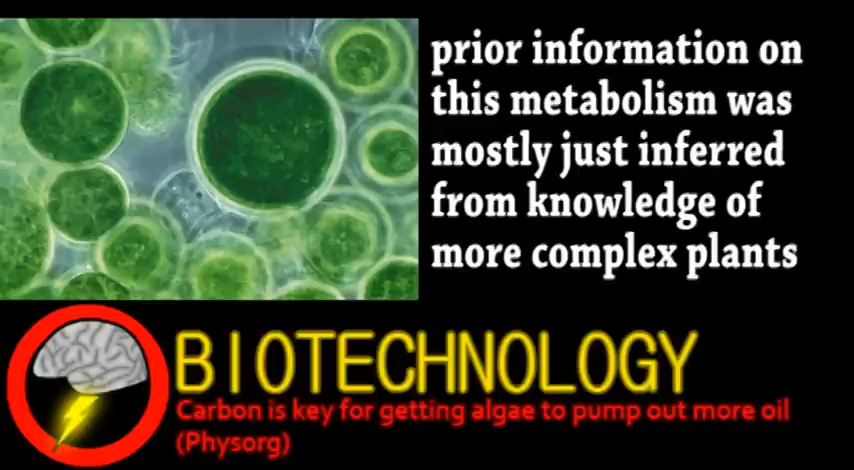 prior information on
this metabolism was
mostly just inferred
from knowledge of
more complex plants
BIOTECHNOLOGY
Carbon is key for getting algae to pump out more oil
(Physorg)